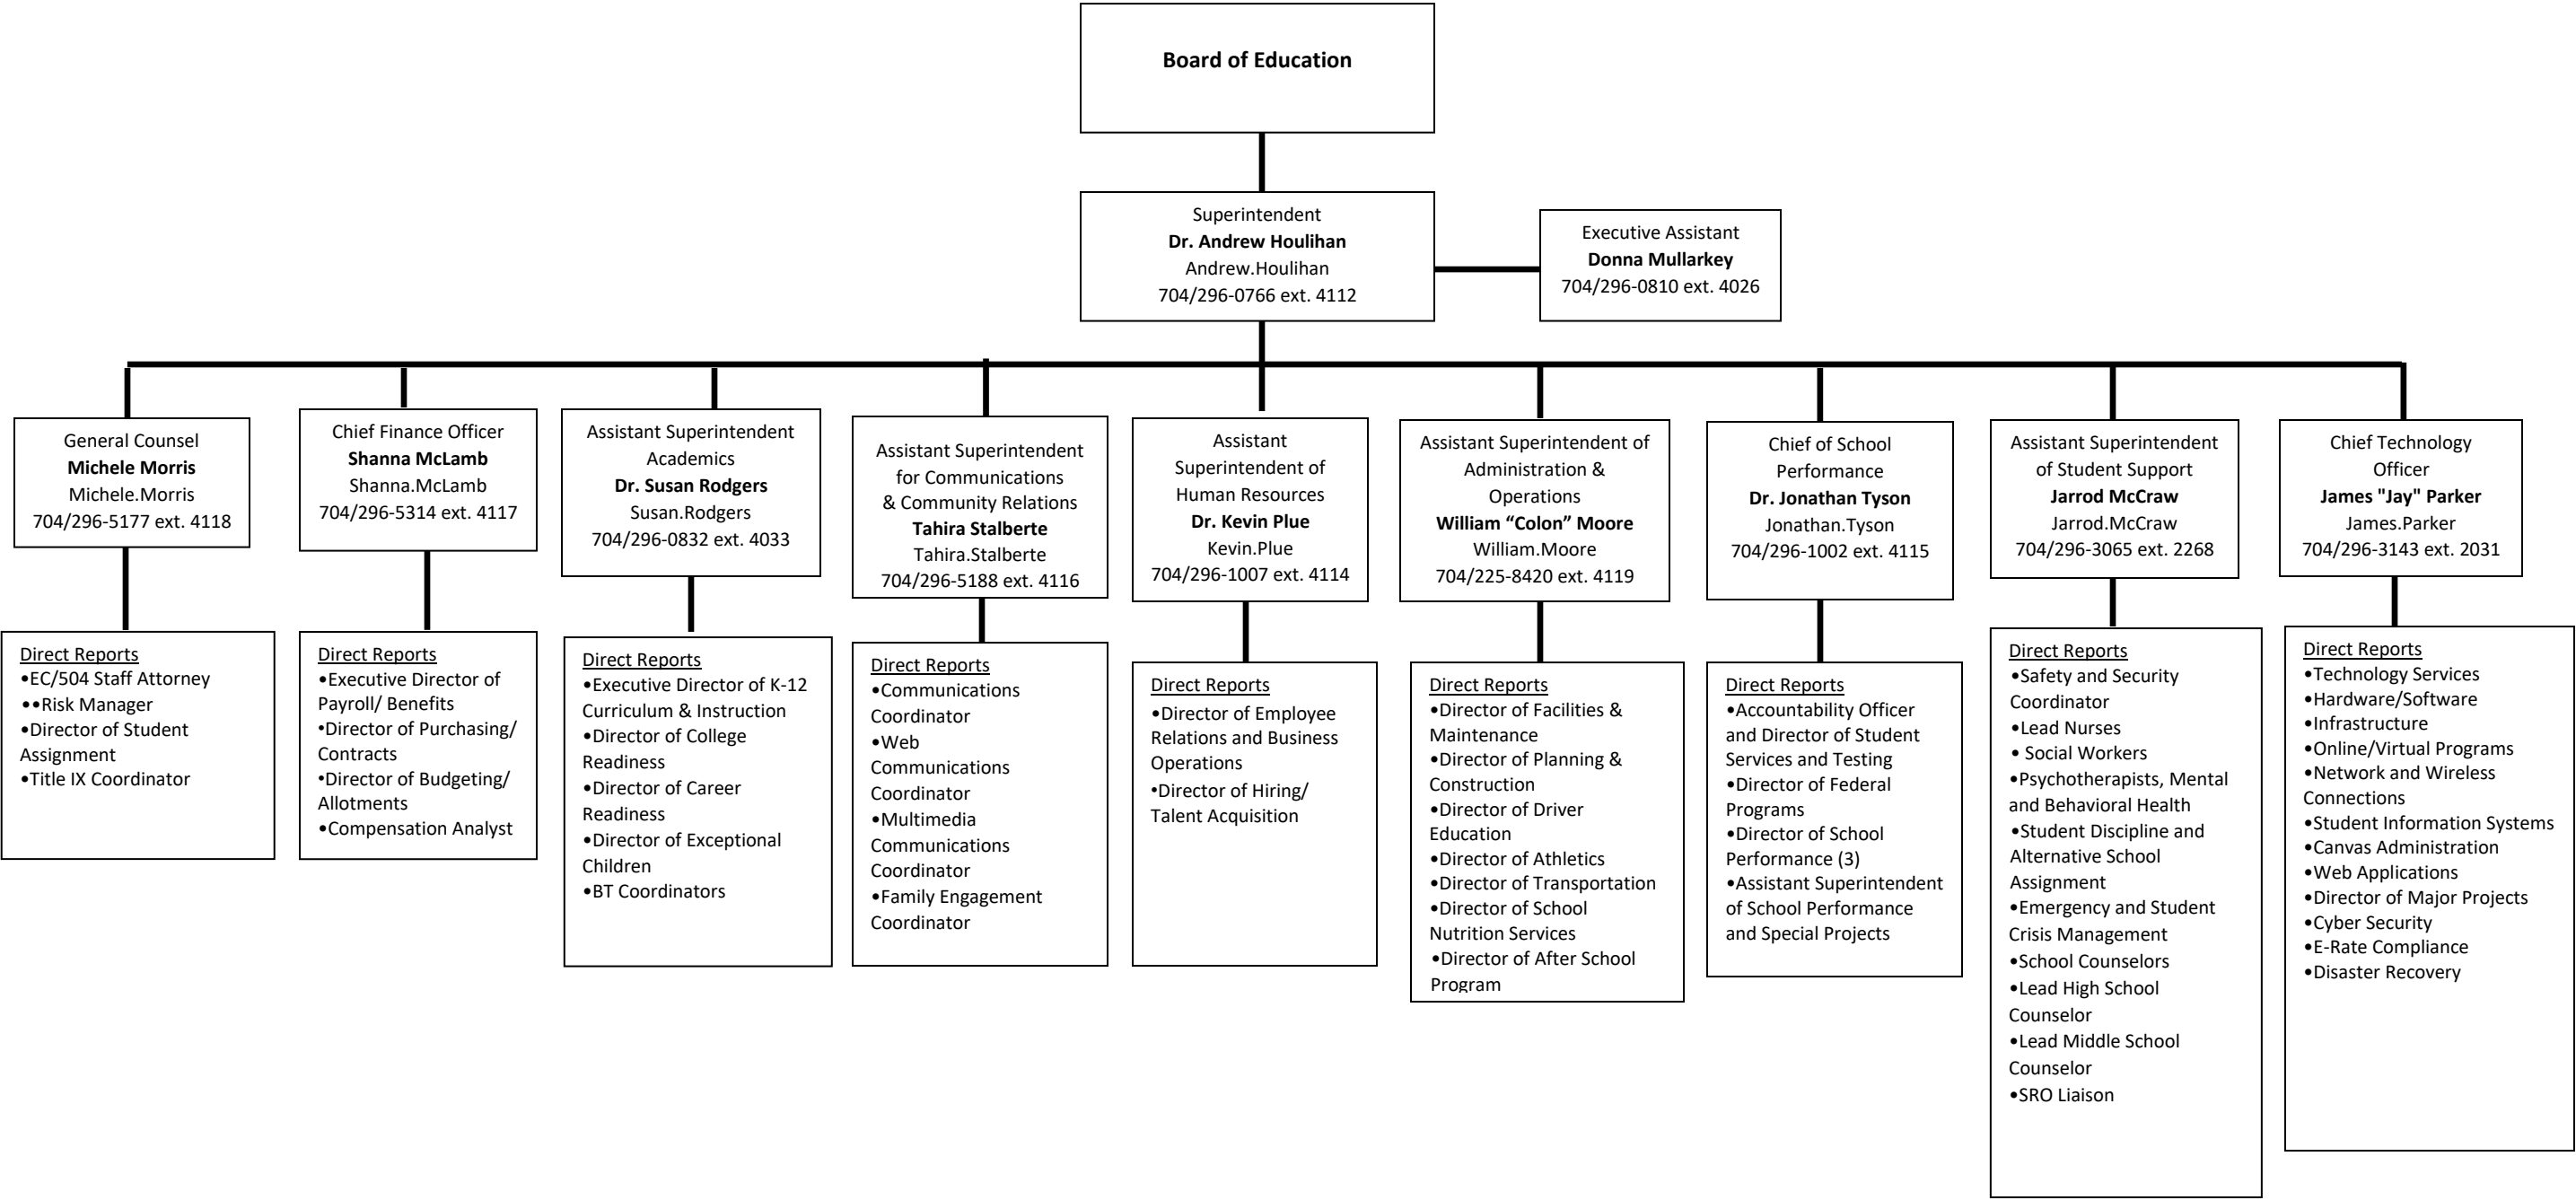 Board of Education
Superintendent
Dr. Andrew Houlihan
Andrew.Houlihan
704/296-0766 ext. 4112
Executive Assistant
Donna Mullarkey
704/296-0810 ext. 4026
General Counsel
Michele Morris
Michele.Morris
704/296-5177 ext. 4118
Chief Finance Officer
Shanna McLamb
Shanna.McLamb
704/296-5314 ext. 4117
Assistant Superintendent
Academics
Dr. Susan Rodgers
Susan.Rodgers
704/296-0832 ext. 4033
Assistant Superintendent
for Communications
& Community Relations
Tahira Stalberte
Tahira.Stalberte
704/296-5188 ext. 4116
Assistant
Superintendent of
Human Resources
Dr. Kevin Plue
Kevin.Plue
704/296-1007 ext. 4114
Assistant Superintendent of
Administration &
Operations
William “Colon” Moore
William.Moore
704/225-8420 ext. 4119
Chief of School
Performance
Dr. Jonathan Tyson
Jonathan.Tyson
704/296-1002 ext. 4115
Assistant Superintendent
of Student Support
Jarrod McCraw
Jarrod.McCraw
704/296-3065 ext. 2268
Chief Technology
Officer
James "Jay" Parker
James.Parker
704/296-3143 ext. 2031
Direct Reports
•EC/504 Staff Attorney
••Risk Manager
•Director of Student
Assignment
•Title IX Coordinator
Direct Reports
•Executive Director of
Payroll/ Benefits
•Director of Purchasing/
Contracts
•Director of Budgeting/
Allotments
•Compensation Analyst
Direct Reports
•Executive Director of K-12
Curriculum & Instruction
•Director of College
Readiness
•Director of Career
Readiness
•Director of Exceptional
Children
•BT Coordinators
Direct Reports
•Communications
Coordinator
•Web
Communications
Coordinator
•Multimedia
Communications
Coordinator
•Family Engagement
Coordinator
Direct Reports
•Director of Employee
Relations and Business
Operations
•Director of Hiring/
Talent Acquisition
Direct Reports
•Director of Facilities &
Maintenance
•Director of Planning &
Construction
•Director of Driver
Education
•Director of Athletics
•Director of Transportation
•Director of School
Nutrition Services
•Director of After School
Program
Direct Reports
•Accountability Officer
and Director of Student
Services and Testing
•Director of Federal
Programs
•Director of School
Performance (3)
•Assistant Superintendent
of School Performance
and Special Projects
Direct Reports
•Safety and Security
Coordinator
•Lead Nurses
• Social Workers
•Psychotherapists, Mental
and Behavioral Health
•Student Discipline and
Alternative School
Assignment
•Emergency and Student
Crisis Management
•School Counselors
•Lead High School
Counselor
•Lead Middle School
Counselor
•SRO Liaison
Direct Reports
•Technology Services
•Hardware/Software
•Infrastructure
•Online/Virtual Programs
•Network and Wireless
Connections
•Student Information Systems
•Canvas Administration
•Web Applications
•Director of Major Projects
•Cyber Security
•E-Rate Compliance
•Disaster Recovery